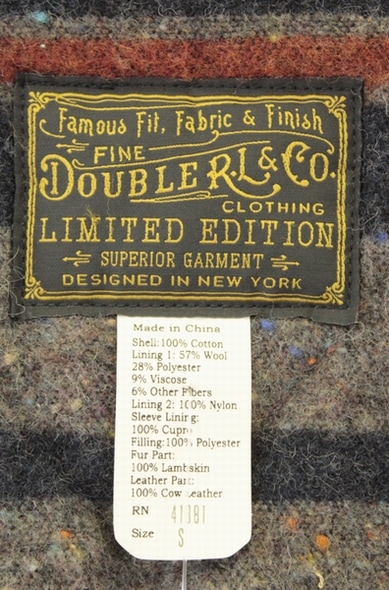 Famous Fit, Fabric & Finish
FINE
DOUBLE RL & CO.
CLOTHING
LIMITED EDITION
SUPERIOR GARMENT
DESIGNED IN NEW YORK
Made in China
Shell:100% Cotton
Lining 1: 57% Wool
28% Polyester
9% Viscose
6% Other Fibers
Lining 2: 100% Nylon
Sleeve Lining:
100% Cupro
Filling:100% Polyester
Fur Part:
100% Lambskin
Leather Part:
100% Cow Leather
RN 41381
Size S